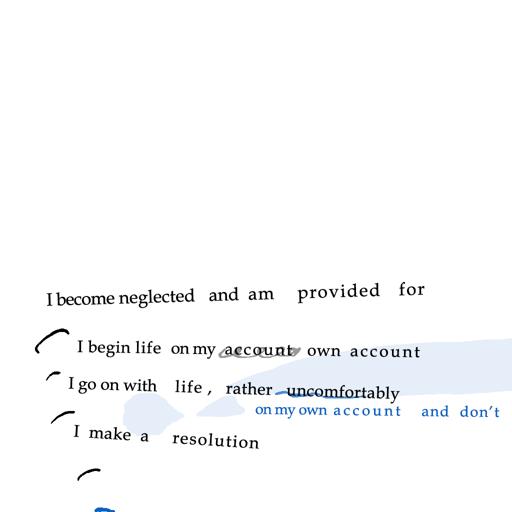 I become neglected and am provided for
I begin life on my account own account
I go on with life, rather uncomfortably
on my own account and don't
I make a resolution